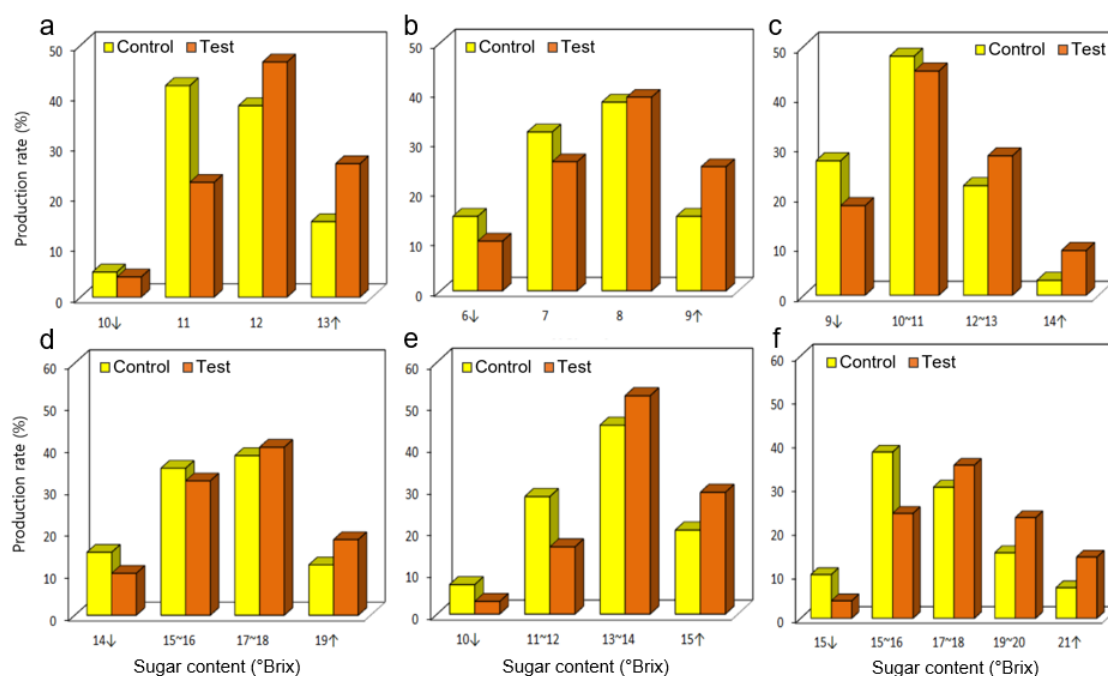 a
Control Test
Production rate (%)
50
40
30
20
10
0
10↓ 11 12 13↑
b
Control Test
50
40
30
20
10
0
6↓ 7 8 9↑
c
Control Test
50
40
30
20
10
0
9↓ 10~11 12~13 14↑
d
Control Test
Production rate (%)
60
50
40
30
20
10
0
14↓ 15~16 17~18 19↑
Sugar content (°Brix)
e
Control Test
60
50
40
30
20
10
0
10↓ 11~12 13~14 15↑
Sugar content (°Brix)
f
Control Test
60
50
40
30
20
10
0
15↓ 15~16 17~18 19~20 21↑
Sugar content (°Brix)